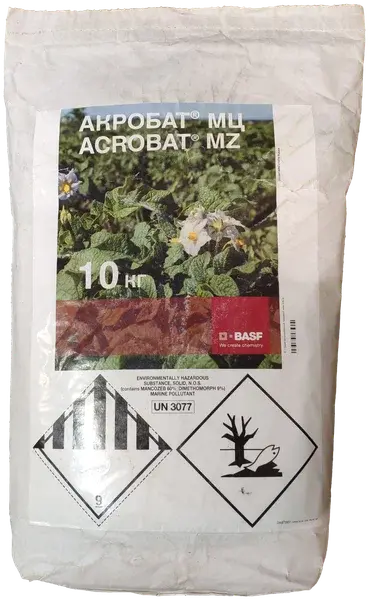 АКРОБАТ® МЦ
ACROBAT® MZ
10 кг
BASF
We create chemistry
ENVIRONMENTALLY HAZARDOUS
SUBSTANCE, SOLID, N.O.S.
(contains MANCOZEB 60%, DIMETHOMORPH 9%)
MARINE POLLUTANT
UN 3077
9